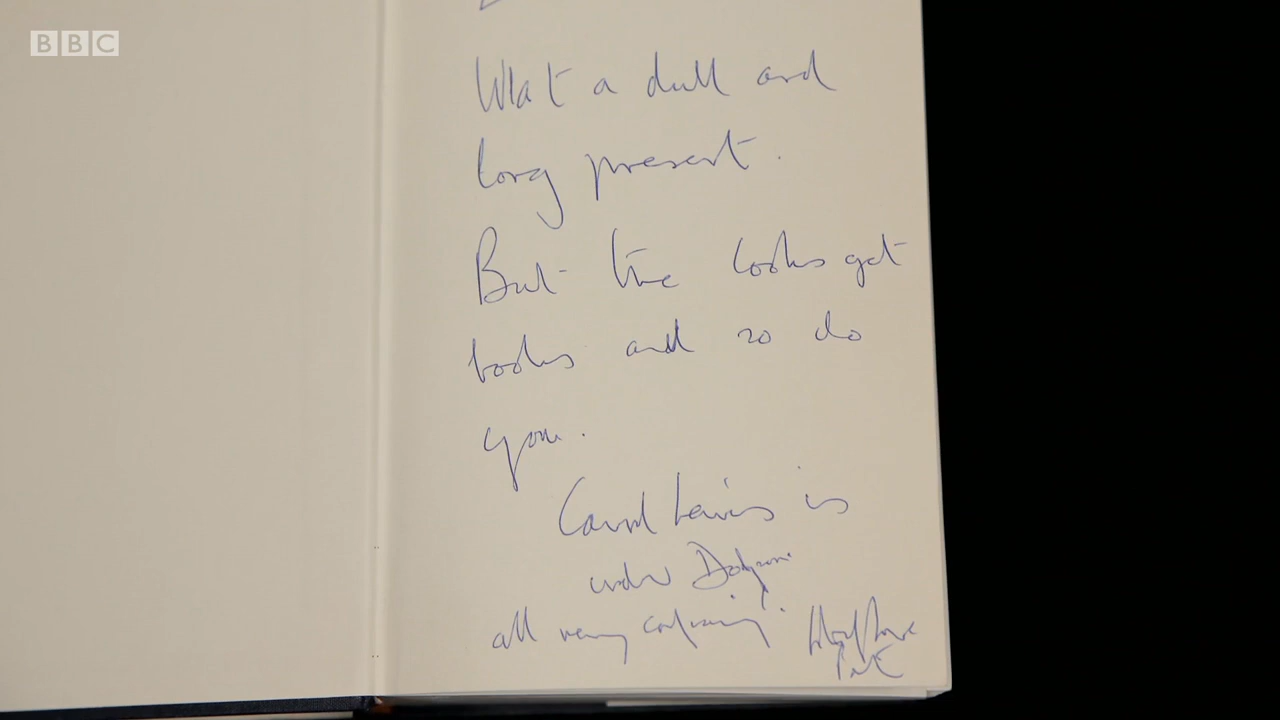 BBC
What a dull and
long present.
But the books get
books and so do
you.
Carol Lewis is
under Dodgson
all very confusing.